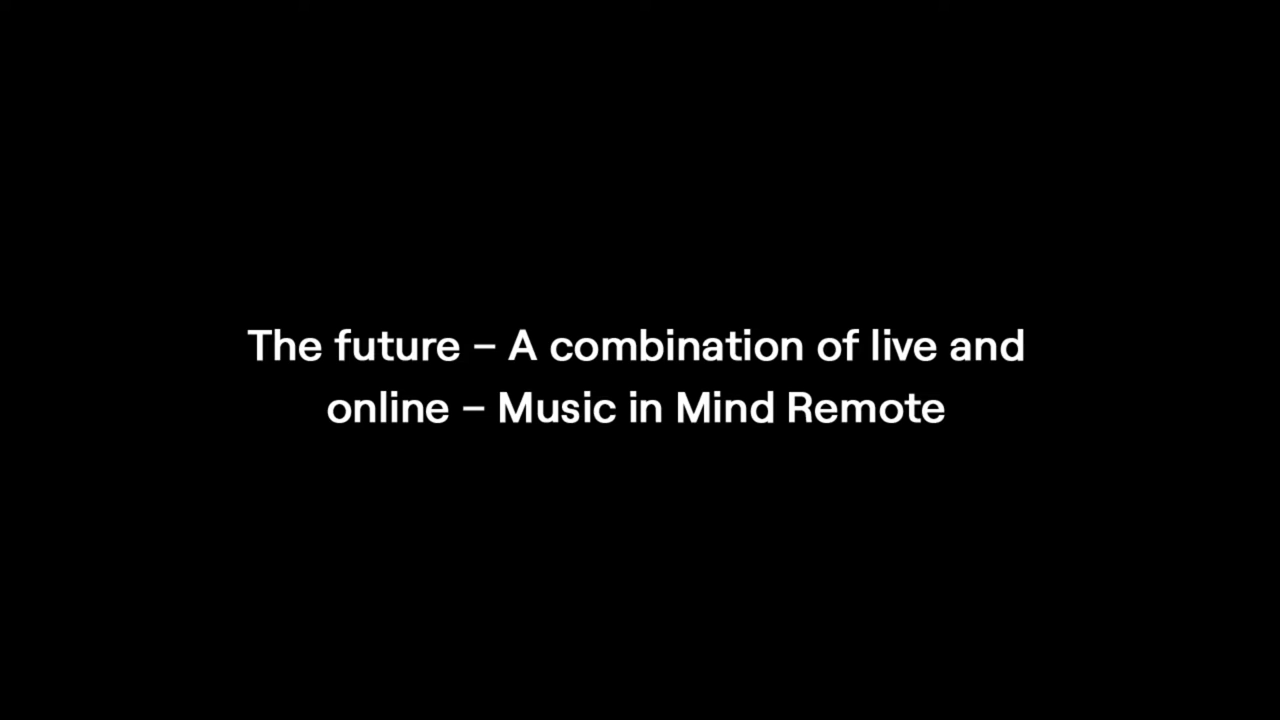 The future – A combination of live and
online – Music in Mind Remote